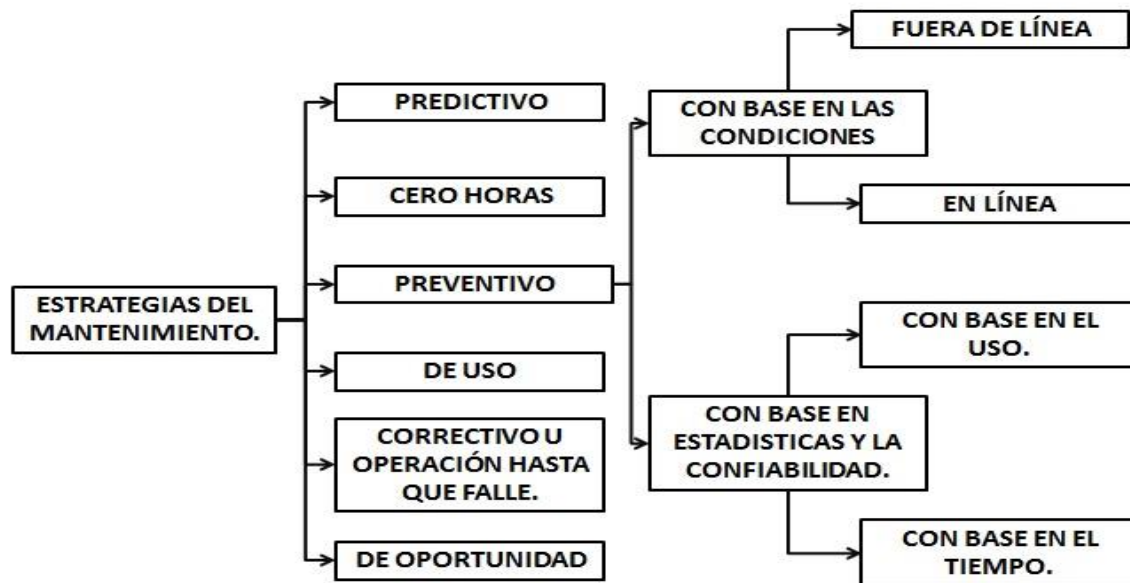 ESTRATEGIAS DEL
MANTENIMIENTO.
PREDICTIVO
CERO HORAS
PREVENTIVO
DE USO
CORRECTIVO U
OPERACIÓN HASTA
QUE FALLE.
DE OPORTUNIDAD
CON BASE EN LAS
CONDICIONES
CON BASE EN
ESTADISTICAS Y LA
CONFIABILIDAD.
FUERA DE LÍNEA
EN LÍNEA
CON BASE EN EL
USO.
CON BASE EN EL
TIEMPO.